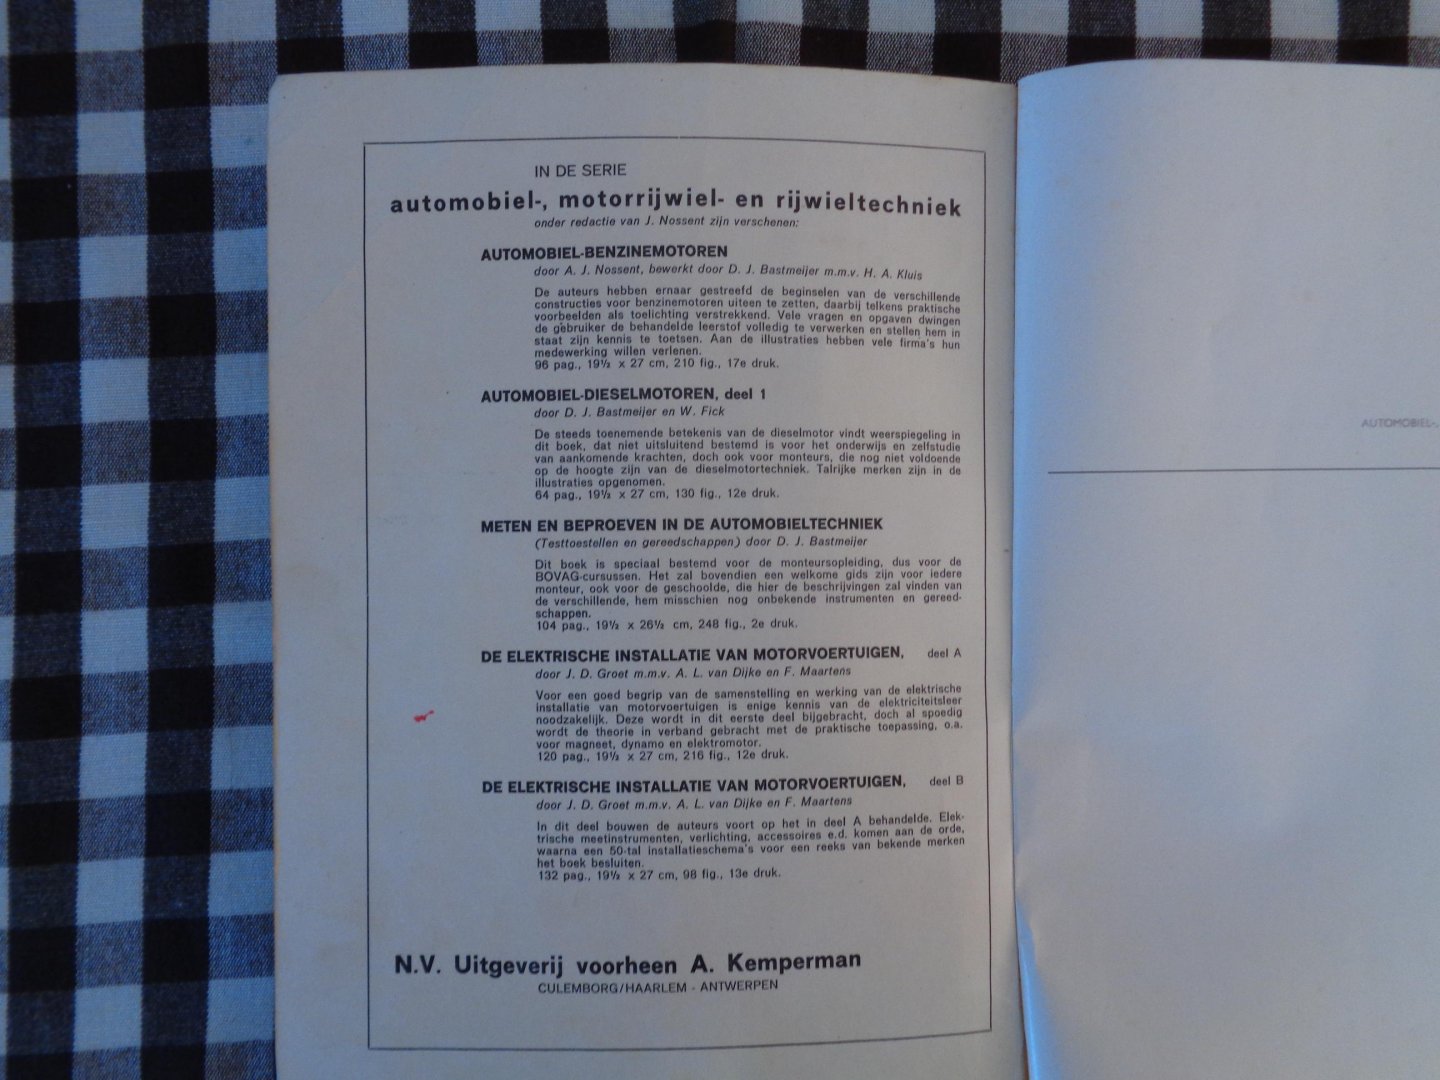 IN DE SERIE
automobiel-, motorrijwiel- en rijwieltechniek
onder redactie van J. Nossent zijn verschenen:
AUTOMOBIEL-BENZINEMOTOREN
door A. J. Nossent, bewerkt door D. J. Bastmeijer m.m.v. H. A. Kluis
De auteurs hebben ernaar gestreefd de beginselen van de verschillende
constructies voor benzinemotoren uiteen te zetten, daarbij telkens praktische
voorbeelden als toelichting verstrekkend. Vele vragen en opgaven dwingen
de gebruiker de behandelde leerstof volledig te verwerken en stellen hem in
staat zijn kennis te toetsen. Aan de illustraties hebben vele firma's hun
medewerking willen verlenen.
96 pag., 19½ x 27 cm, 210 fig., 17e druk.
AUTOMOBIEL-DIESELMOTOREN, deel 1
door D. J. Bastmeijer en W. Fick
De steeds toenemende betekenis van de dieselmotor vindt weerspiegeling in
dit boek, dat niet uitsluitend bestemd is voor het onderwijs en zelfstudie
van aankomende krachten, doch ook voor monteurs, die nog niet voldoende
op de hoogte zijn van de dieselmotortechniek. Talrijke merken zijn in de
illustraties opgenomen.
64 pag., 19½ x 27 cm, 130 fig., 12e druk.
METEN EN BEPROEVEN IN DE AUTOMOBIELTECHNIEK
(Testtoestellen en gereedschappen) door D. J. Bastmeijer
Dit boek is speciaal bestemd voor de monteursopleiding, dus voor de
BOVAG-cursussen. Het zal bovendien een welkome gids zijn voor iedere
monteur, ook voor de geschoolde, die hier de beschrijvingen zal vinden van
de verschillende, hem misschien nog onbekende instrumenten en gereed-
schappen.
104 pag., 19½ x 26½ cm, 248 fig., 2e druk.
DE ELEKTRISCHE INSTALLATIE VAN MOTORVOERTUIGEN, deel A
door J. D. Groet m.m.v. A. L. van Dijke en F. Maartens
Voor een goed begrip van de samenstelling en werking van de elektrische
installatie van motorvoertuigen is enige kennis van de elektriciteitsleer
noodzakelijk. Deze wordt in dit eerste deel bijgebracht, doch al spoedig
wordt de theorie in verband gebracht met de praktische toepassing, o.a.
voor magneet, dynamo en elektromotor.
120 pag., 19½ x 27 cm, 216 fig., 12e druk.
DE ELEKTRISCHE INSTALLATIE VAN MOTORVOERTUIGEN, deel B
door J. D. Groet m.m.v. A. L. van Dijke en F. Maartens
In dit deel bouwen de auteurs voort op het in deel A behandelde. Elek-
trische meetinstrumenten, verlichting, accessoires e.d. komen aan de orde,
waarna een 50-tal installatieschema's voor een reeks van bekende merken
het boek besluiten.
132 pag., 19½ x 27 cm, 98 fig., 13e druk.
N.V. Uitgeverij voorheen A. Kemperman
CULEMBORG/HAARLEM - ANTWERPEN
AUTOMOBIEL-,